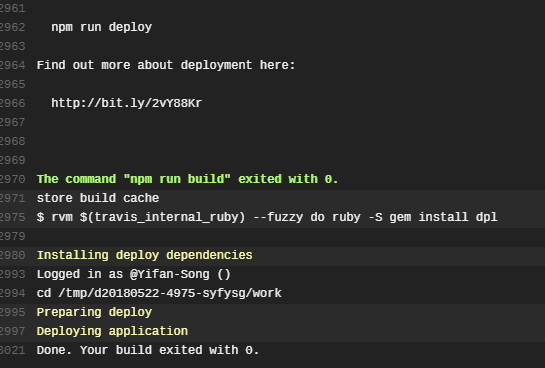 2961
2962 npm run deploy
2963
2964 Find out more about deployment here:
2965
2966 http://bit.ly/2vY88Kr
2967
2968
2969
2970 The command "npm run build" exited with 0.
2971 store build cache
2975 $ rvm $(travis_internal_ruby) --fuzzy do ruby -S gem install dpl
2979
2980 Installing deploy dependencies
2993 Logged in as @Yifan-Song ()
2994 cd /tmp/d20180522-4975-syfysg/work
2995 Preparing deploy
2997 Deploying application
3021 Done. Your build exited with 0.